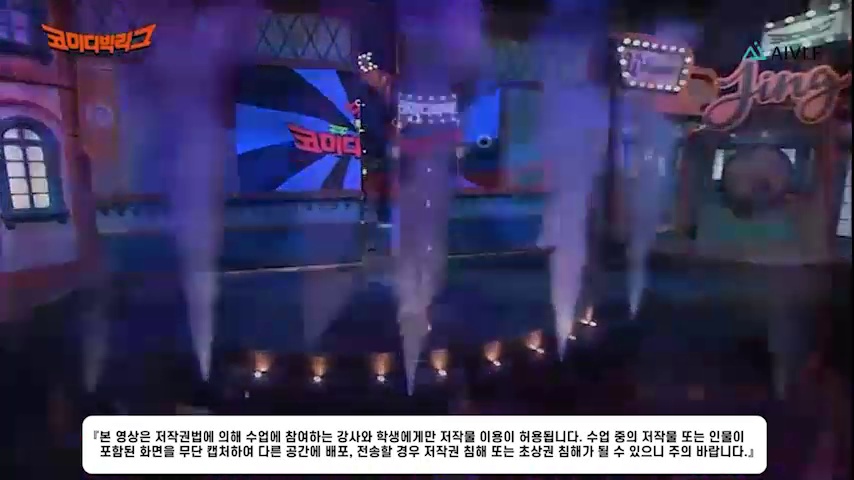 코미디빅리그
AIVLE
Jing
코미디
『본 영상은 저작권법에 의해 수업에 참여하는 강사와 학생에게만 저작물 이용이 허용됩니다. 수업 중의 저작물 또는 인물이
포함된 화면을 무단 캡처하여 다른 공간에 배포, 전송할 경우 저작권 침해 또는 초상권 침해가 될 수 있으니 주의 바랍니다.』